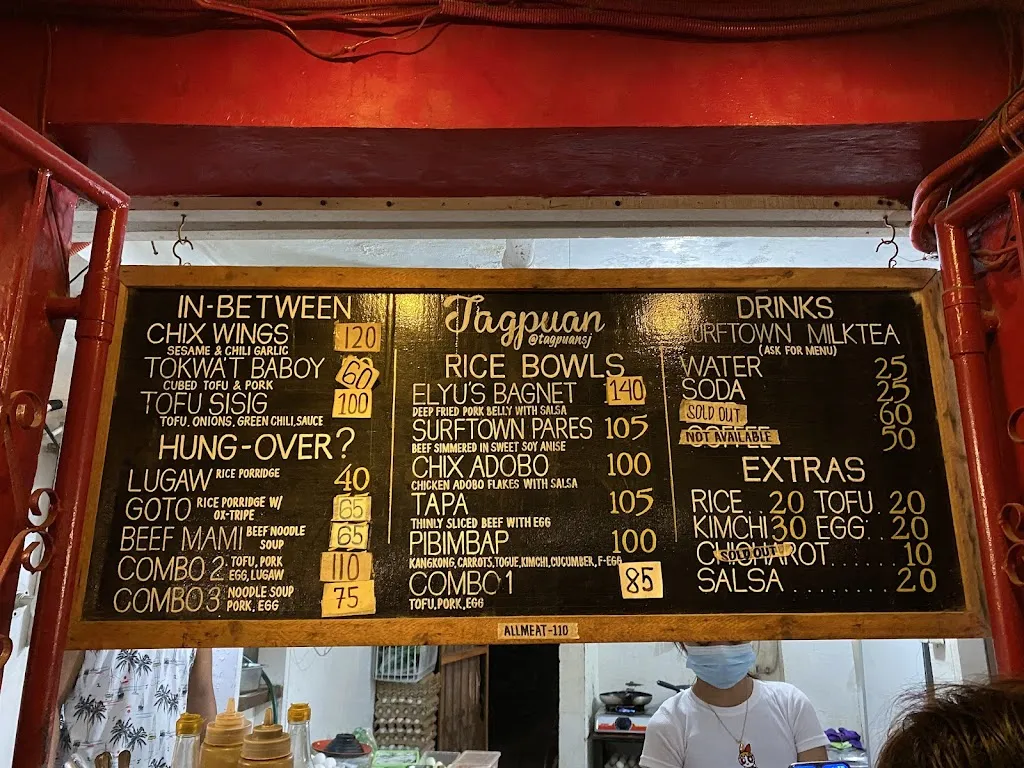 IN-BETWEEN
CHIX WINGS 120
SESAME & CHILI GARLIC
TOKWA'T BABOY 60
CUBED TOFU & PORK
TOFU SISIG 100
TOFU, ONIONS, GREEN CHILI, SAUCE
HUNG-OVER?
LUGAW RICE PORRIDGE 40
GOTO RICE PORRIDGE W/ 65
OX-TRIPE
BEEF MAMI BEEF NOODLE 65
SOUP
COMBO 2 TOFU, PORK 110
EGG, LUGAW
COMBO 3 NOODLE SOUP 75
PORK, EGG
Tagpuan
@tagpuansj
RICE BOWLS
ELYU'S BAGNET 140
DEEP FRIED PORK BELLY WITH SALSA
SURFTOWN PARES 105
BEEF SIMMERED IN SWEET SOY ANISE
CHIX ADOBO 100
CHICKEN ADOBO FLAKES WITH SALSA
TAPA 105
THINLY SLICED BEEF WITH EGG
PIBIMBAP 100
KANGKONG, CARROTS, TOGUE, KIMCHI, CUCUMBER, F-EGG
COMBO 1 85
TOFU, PORK, EGG
DRINKS
SURFTOWN MILKTEA
(ASK FOR MENU)
WATER 25
SODA 25
SOLD OUT 60
NOT AVAILABLE 50
EXTRAS
RICE..20 TOFU.20
KIMCHI 30 EGG..20
SOLD OUT ...... 10
SALSA ........ 20
ALLMEAT-110